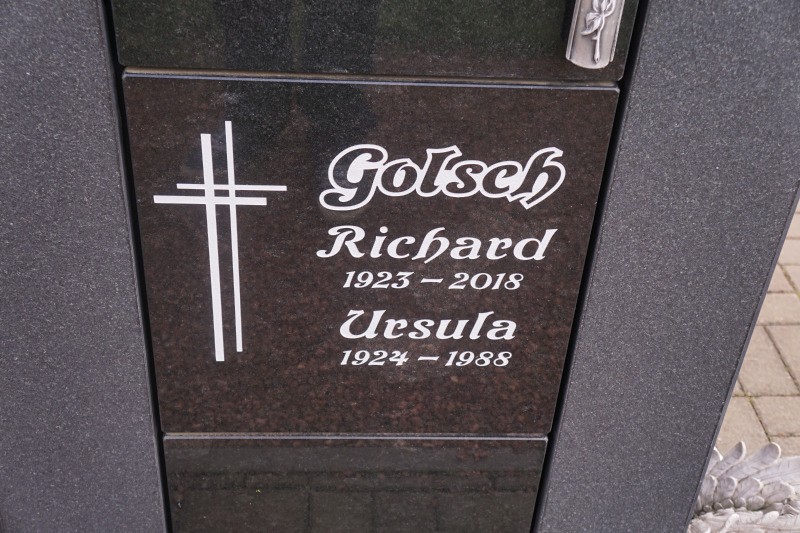 Golsch
Richard
1923 – 2018
Ursula
1924 – 1988